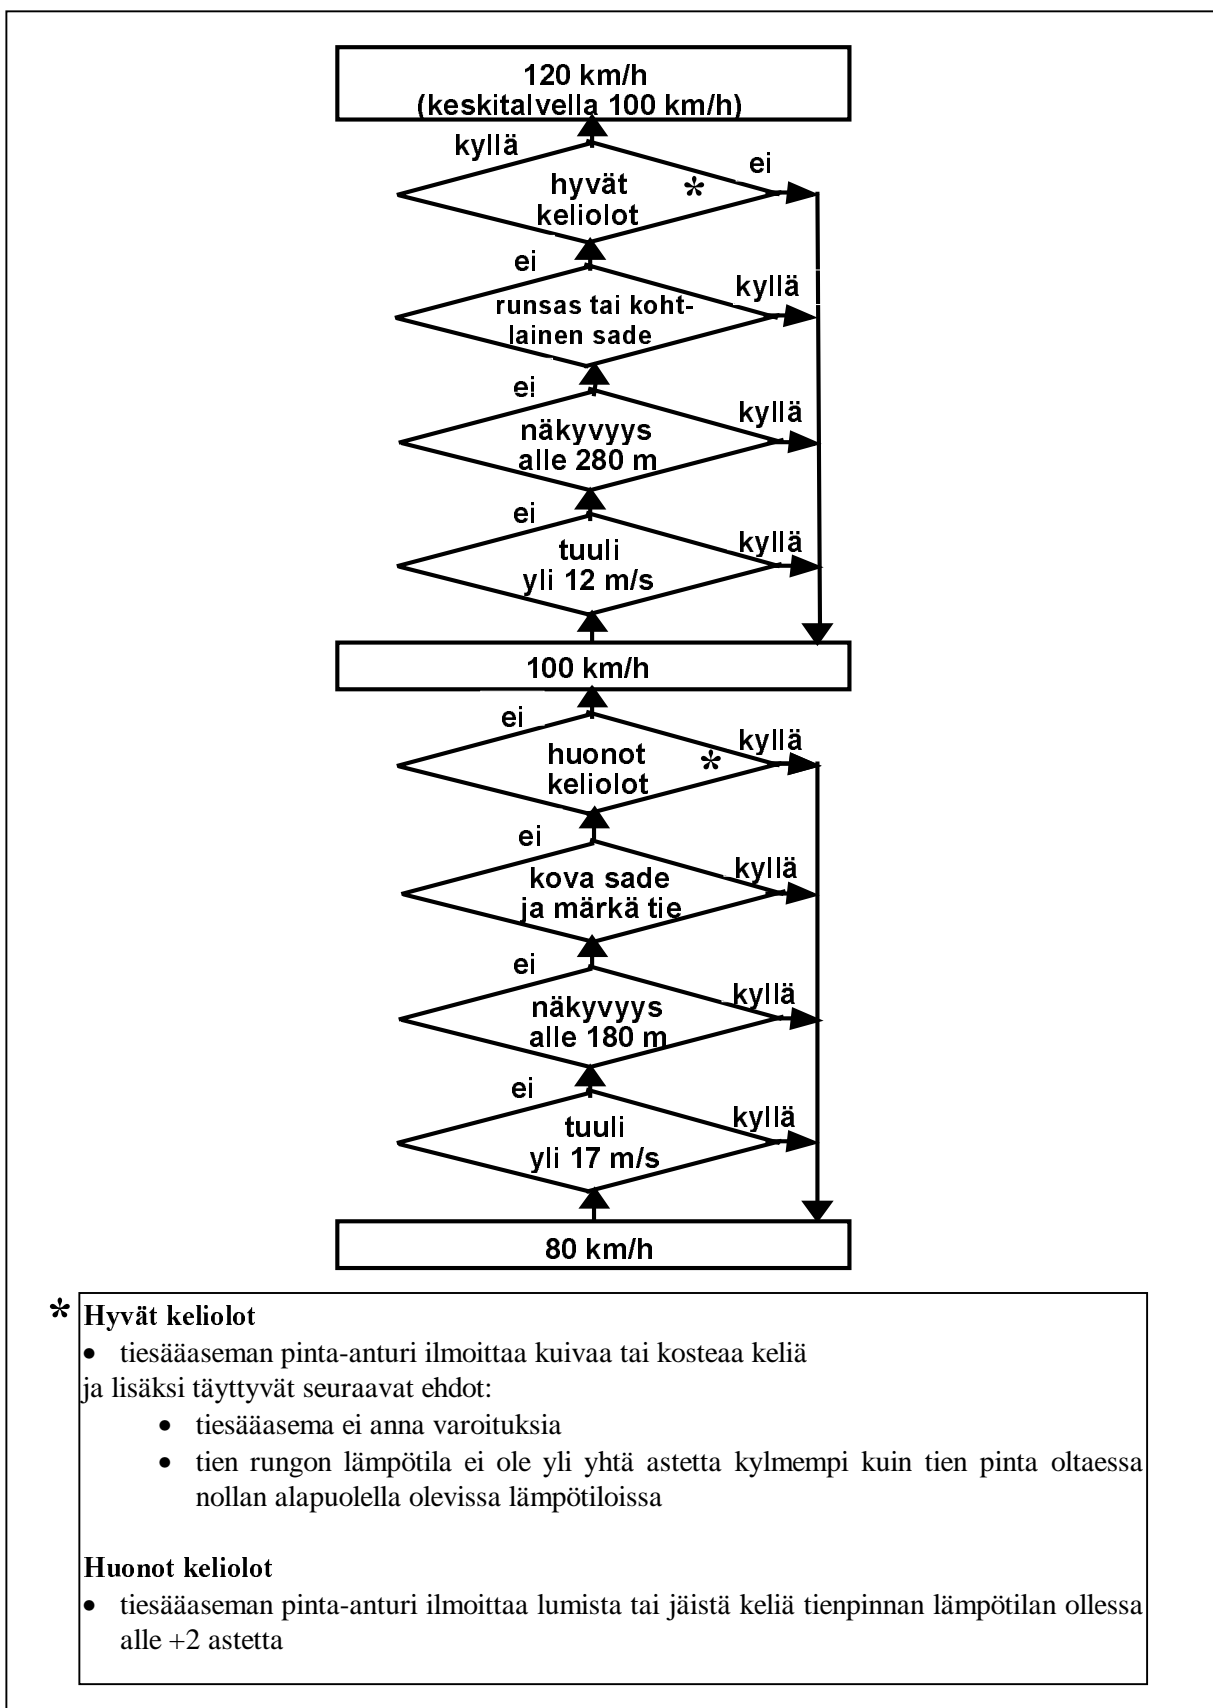 120 km/h
(keskitalvella 100 km/h)
kyllä
ei
hyvät
keliolot
*
ei
kyllä
runsas tai koht-
lainen sade
ei
kyllä
näkyvyys
alle 280 m
ei
kyllä
tuuli
yli 12 m/s
100 km/h
ei
kyllä
huonot
keliolot
*
ei
kyllä
kova sade
ja märkä tie
ei
kyllä
näkyvyys
alle 180 m
ei
kyllä
tuuli
yli 17 m/s
80 km/h
* Hyvät keliolot
• tiesääaseman pinta-anturi ilmoittaa kuivaa tai kosteaa keliä
ja lisäksi täyttyvät seuraavat ehdot:
• tiesääasema ei anna varoituksia
• tien rungon lämpötila ei ole yli yhtä astetta kylmempi kuin tien pinta oltaessa
nollan alapuolella olevissa lämpötiloissa
Huonot keliolot
• tiesääaseman pinta-anturi ilmoittaa lumista tai jäistä keliä tienpinnan lämpötilan ollessa
alle +2 astetta